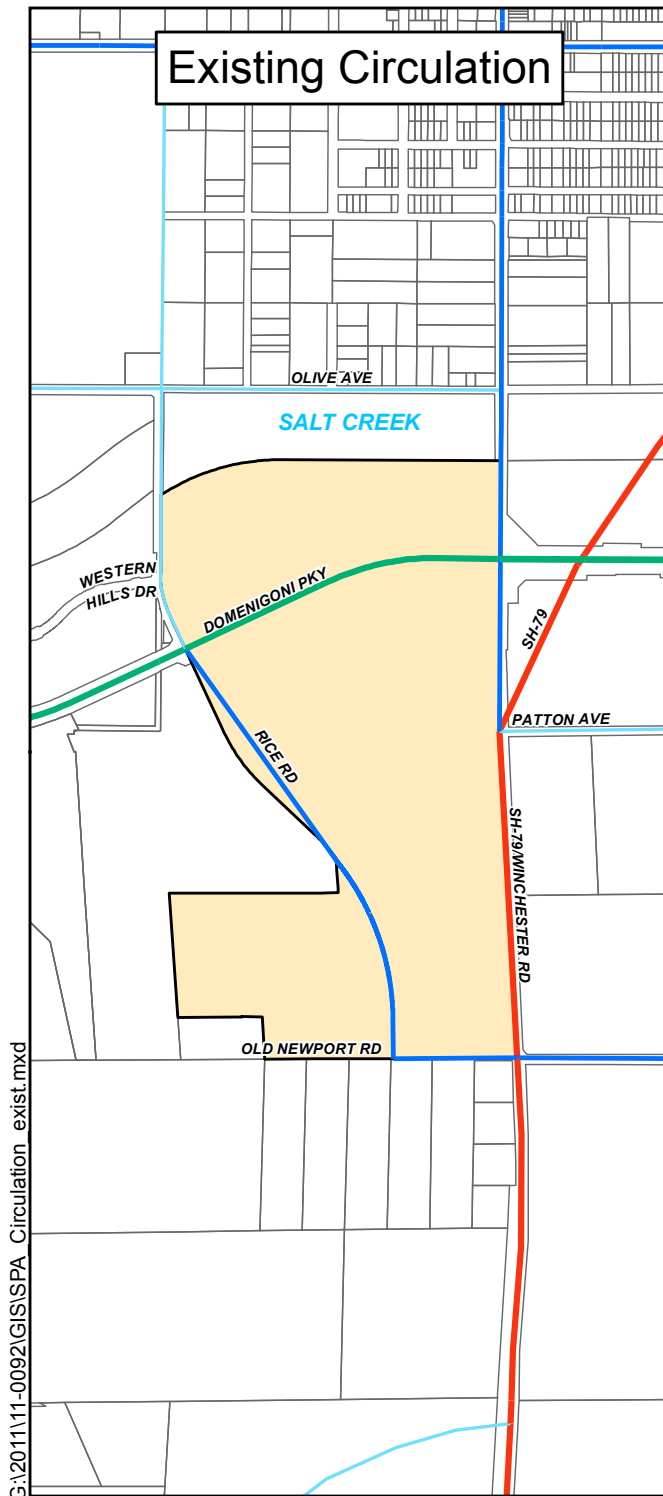 Existing Circulation
OLIVE AVE
SALT CREEK
WESTERN
HILLS DR
DOMENIGONI PKY
SH-79
PATTON AVE
RICE RD
SH-79/WINCHESTER RD
OLD NEWPORT RD
G:\2011\11-0092\GIS\SPA_Circulation_exist.mxd